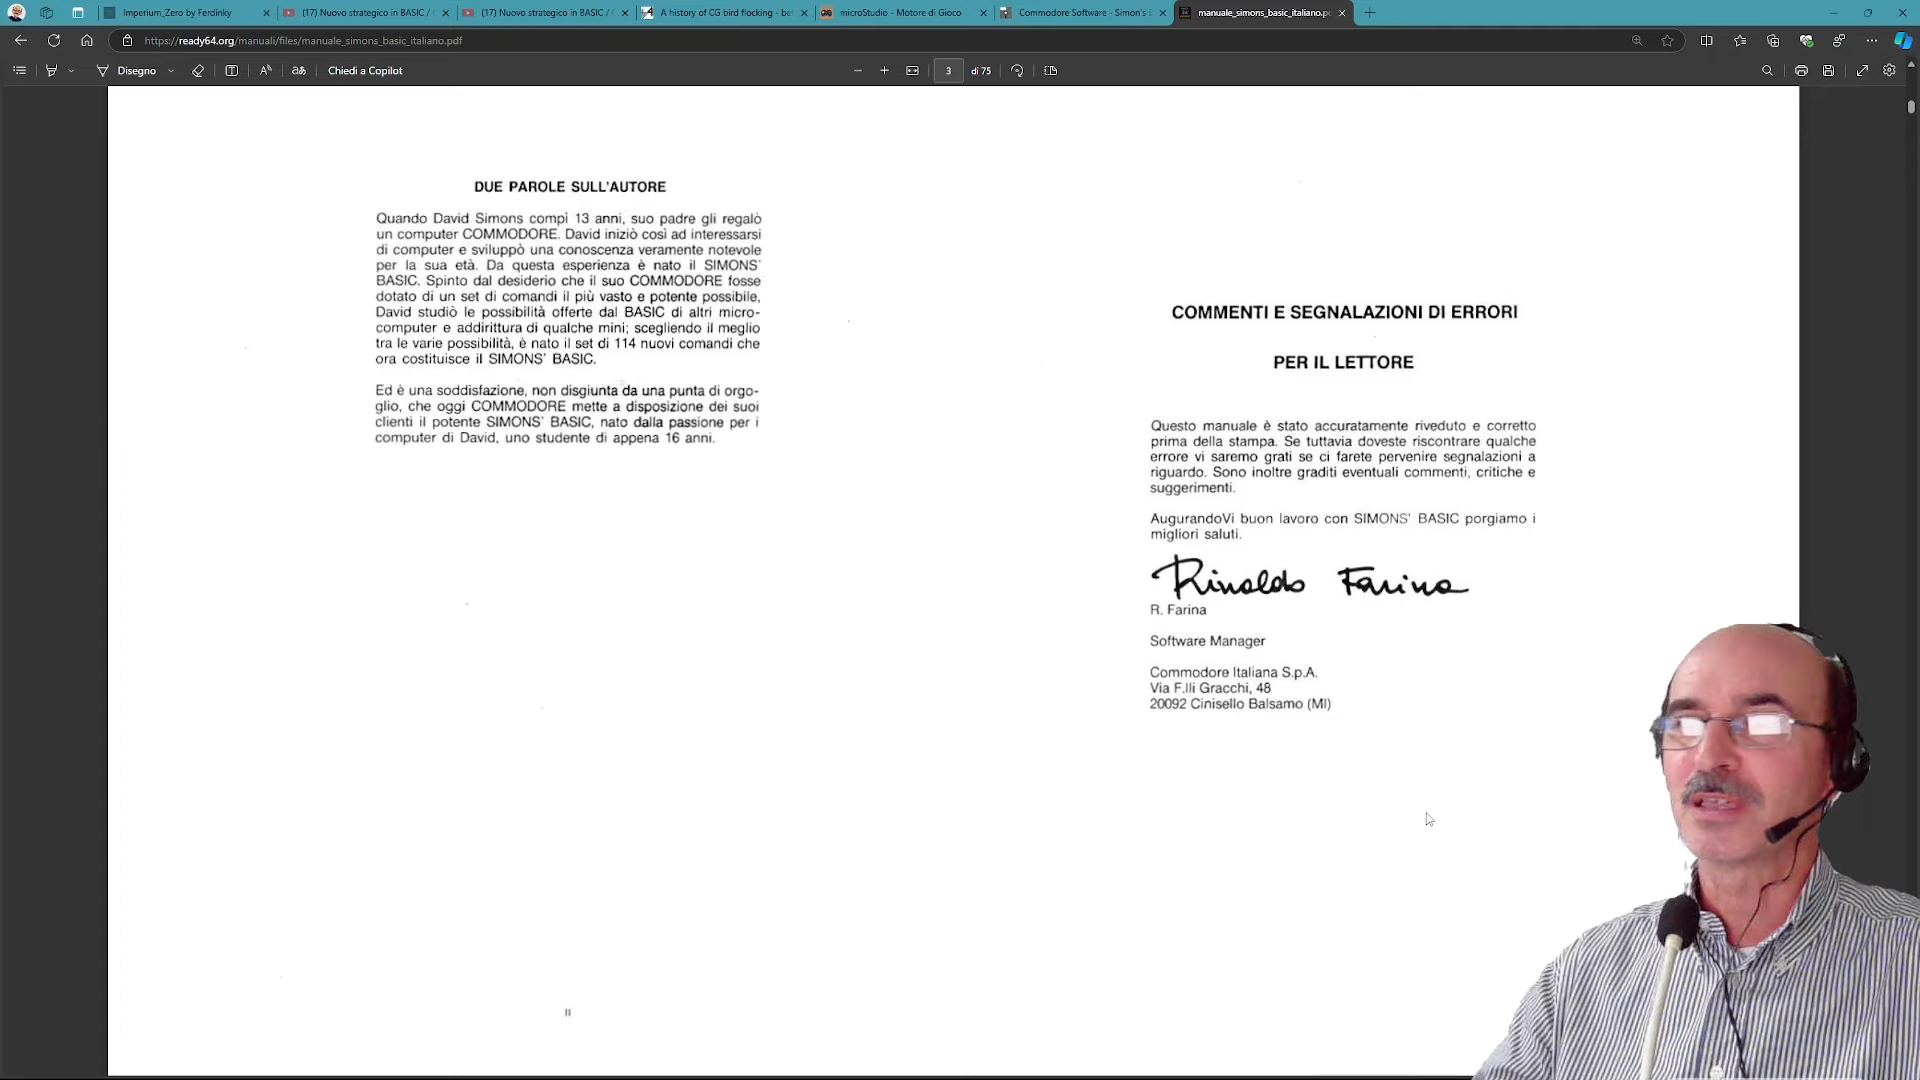 Imperium_Zero by Ferdinky
(17) Nuovo strategico in BASIC /
(17) Nuovo strategico in BASIC /
A history of CG bird flocking - be
microStudio - Motore di Gioco
Commodore Software - Simon's
manuale_simons_basic_italiano.p
https://ready64.org/manuali/files/manuale_simons_basic_italiano.pdf
Disegno
Chiedi a Copilot
3 di 75
DUE PAROLE SULL'AUTORE
Quando David Simons compì 13 anni, suo padre gli regalò
un computer COMMODORE. David iniziò così ad interessarsi
di computer e sviluppò una conoscenza veramente notevole
per la sua età. Da questa esperienza è nato il SIMONS'
BASIC. Spinto dal desiderio che il suo COMMODORE fosse
dotato di un set di comandi il più vasto e potente possibile,
David studiò le possibilità offerte dal BASIC di altri micro-
computer e addirittura di qualche mini; scegliendo il meglio
tra le varie possibilità, è nato il set di 114 nuovi comandi che
ora costituisce il SIMONS' BASIC.
Ed è una soddisfazione, non disgiunta da una punta di orgo-
glio, che oggi COMMODORE mette a disposizione dei suoi
clienti il potente SIMONS' BASIC, nato dalla passione per i
computer di David, uno studente di appena 16 anni.
II
COMMENTI E SEGNALAZIONI DI ERRORI
PER IL LETTORE
Questo manuale è stato accuratamente riveduto e corretto
prima della stampa. Se tuttavia doveste riscontrare qualche
errore vi saremo grati se ci farete pervenire segnalazioni a
riguardo. Sono inoltre graditi eventuali commenti, critiche e
suggerimenti.
AugurandoVi buon lavoro con SIMONS' BASIC porgiamo i
migliori saluti.
Rinaldo Farina
R. Farina
Software Manager
Commodore Italiana S.p.A.
Via F.lli Gracchi, 48
20092 Cinisello Balsamo (MI)